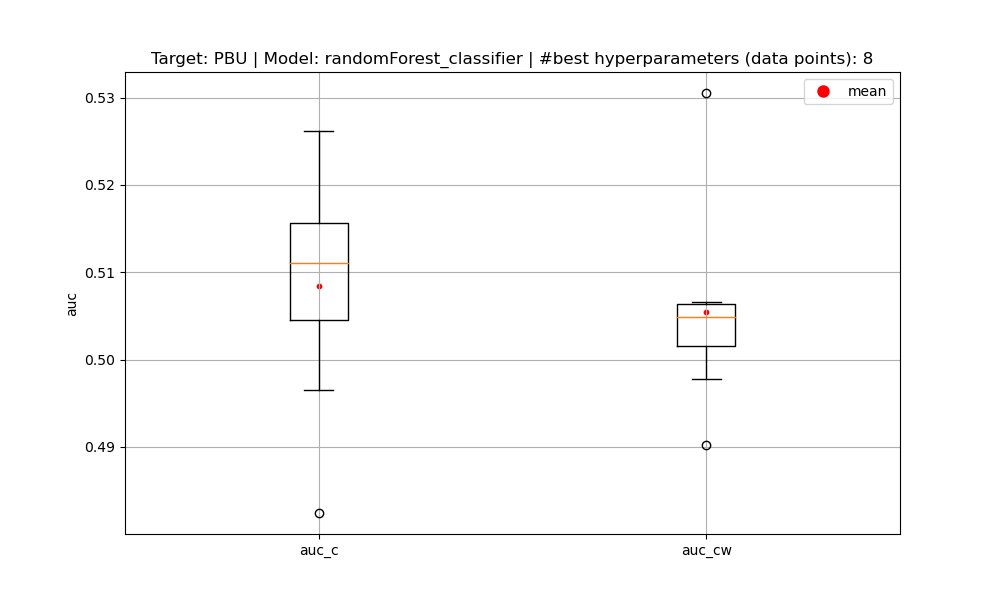 Target: PBU | Model: randomForest_classifier | #best hyperparameters (data points): 8
mean
0.53
0.52
0.51
0.50
0.49
auc
auc_c
auc_cw